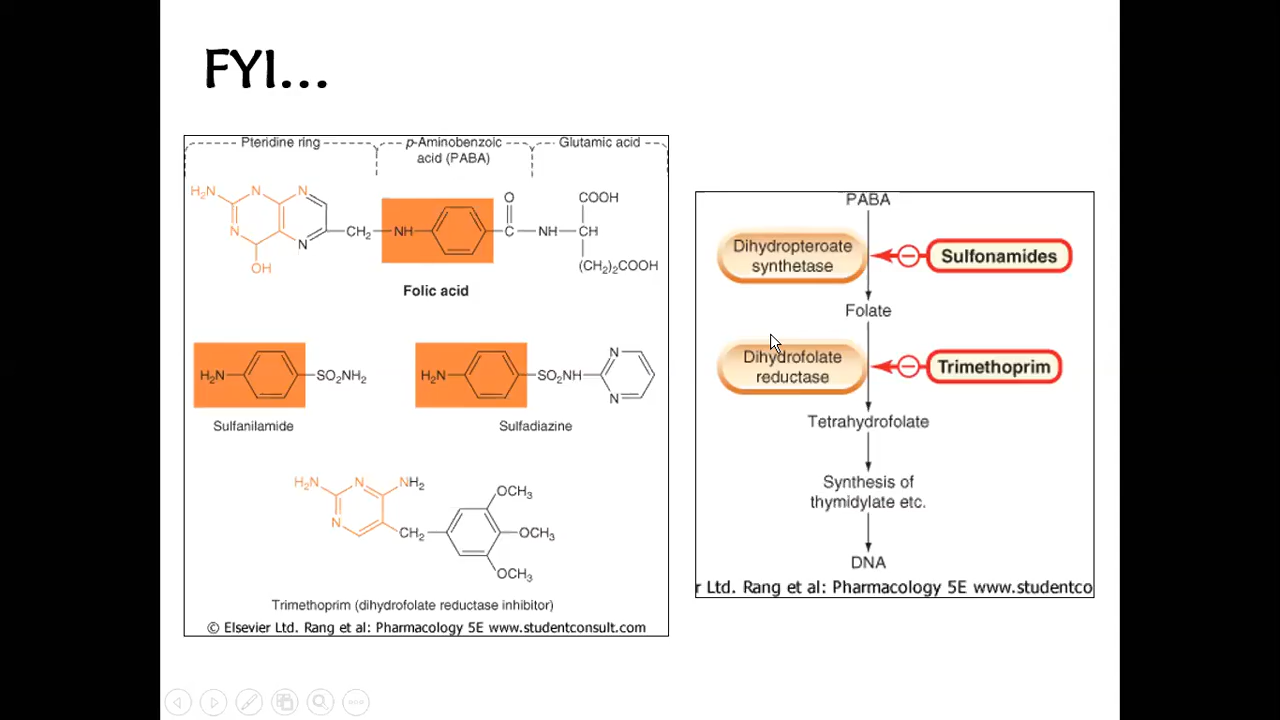 FYI...
Pteridine ring
p-Aminobenzoic
acid (PABA)
Glutamic acid
H₂N
N
N
N
N
OH
CH₂
NH
O
C
NH
COOH
CH
(CH₂)₂COOH
Folic acid
H₂N
SO₂NH₂
Sulfanilamide
H₂N
SO₂NH
N
N
Sulfadiazine
H₂N
N
NH₂
N
CH₂
OCH₃
OCH₃
OCH₃
Trimethoprim (dihydrofolate reductase inhibitor)
© Elsevier Ltd. Rang et al: Pharmacology 5E www.studentconsult.com
PABA
Dihydropteroate
synthetase
Sulfonamides
Folate
Dihydrofolate
reductase
Trimethoprim
Tetrahydrofolate
Synthesis of
thymidylate etc.
DNA
r Ltd. Rang et al: Pharmacology 5E www.studentco